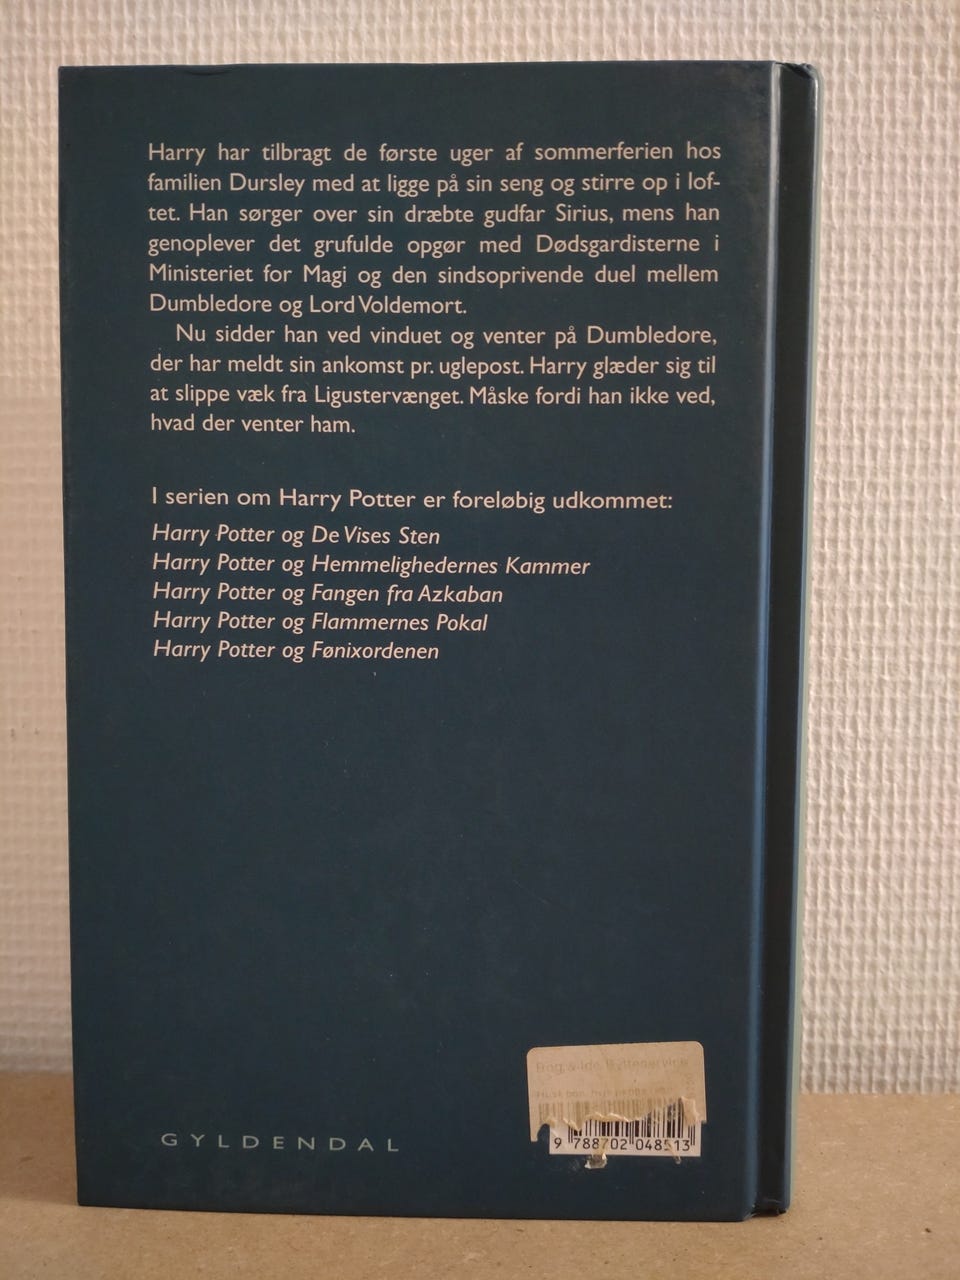 Harry har tilbragt de første uger af sommerferien hos
familien Dursley med at ligge på sin seng og stirre op i lof-
tet. Han sørger over sin dræbte gudfar Sirius, mens han
genoplever det grufulde opgør med Dødsgardisterne i
Ministeriet for Magi og den sindsoprivende duel mellem
Dumbledore og Lord Voldemort.
Nu sidder han ved vinduet og venter på Dumbledore,
der har meldt sin ankomst pr. uglepost. Harry glæder sig til
at slippe væk fra Ligustervænget. Måske fordi han ikke ved,
hvad der venter ham.
I serien om Harry Potter er foreløbig udkommet:
Harry Potter og De Vises Sten
Harry Potter og Hemmelighedernes Kammer
Harry Potter og Fangen fra Azkaban
Harry Potter og Flammernes Pokal
Harry Potter og Fønixordenen
Bog & Idé Bytteservice
GYLDENDAL
9 788702 048513